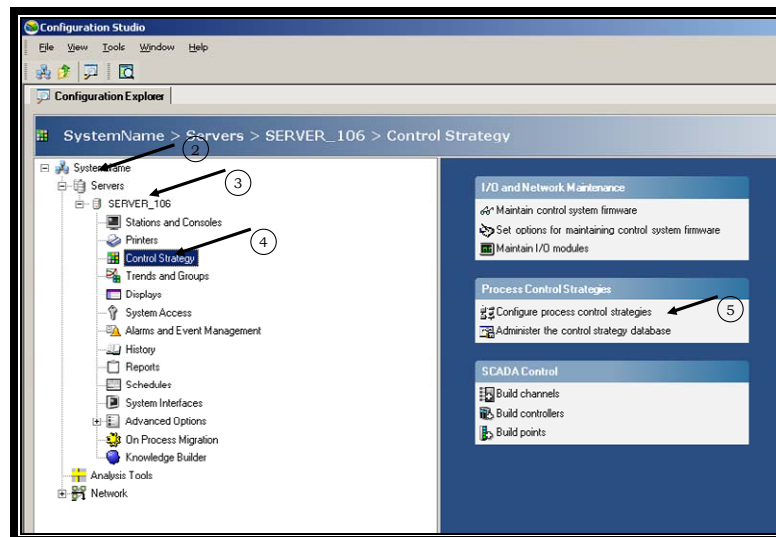 Configuration Studio
File View Tools Window Help
Configuration Explorer
SystemName > Servers > SERVER_106 > Control Strategy
2
SystemName
Servers
3
SERVER_106
Stations and Consoles
Printers
4
Control Strategy
Trends and Groups
Displays
System Access
Alarms and Event Management
History
Reports
Schedules
System Interfaces
Advanced Options
On Process Migration
Knowledge Builder
Analysis Tools
Network
I/O and Network Maintenance
Maintain control system firmware
Set options for maintaining control system firmware
Maintain I/O modules
Process Control Strategies
Configure process control strategies
5
Administer the control strategy database
SCADA Control
Build channels
Build controllers
Build points